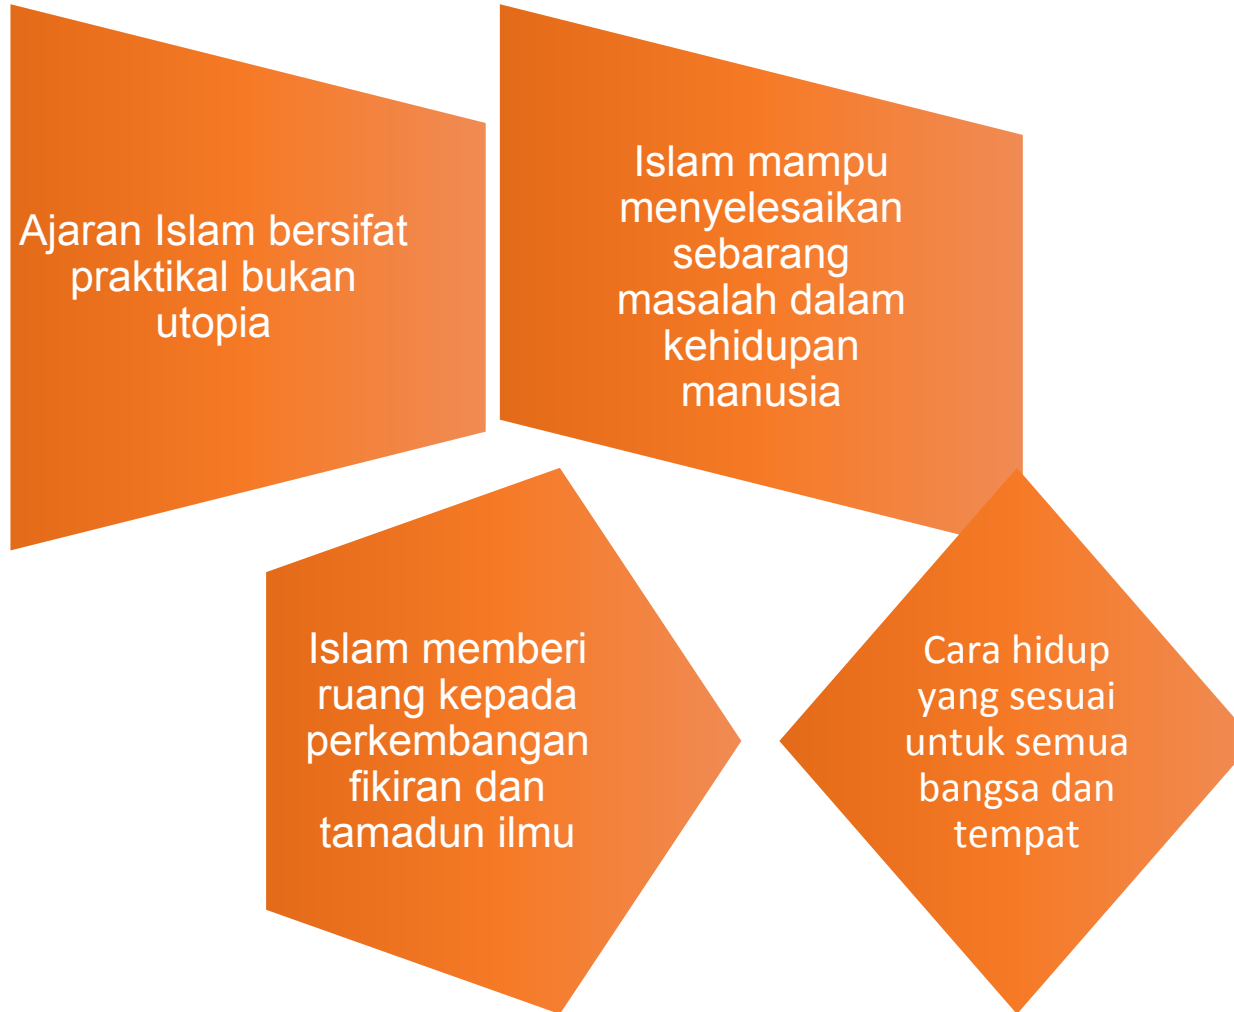 Ajaran Islam bersifat
praktikal bukan
utopia
Islam mampu
menyelesaikan
sebarang
masalah dalam
kehidupan
manusia
Islam memberi
ruang kepada
perkembangan
fikiran dan
tamadun ilmu
Cara hidup
yang sesuai
untuk semua
bangsa dan
tempat